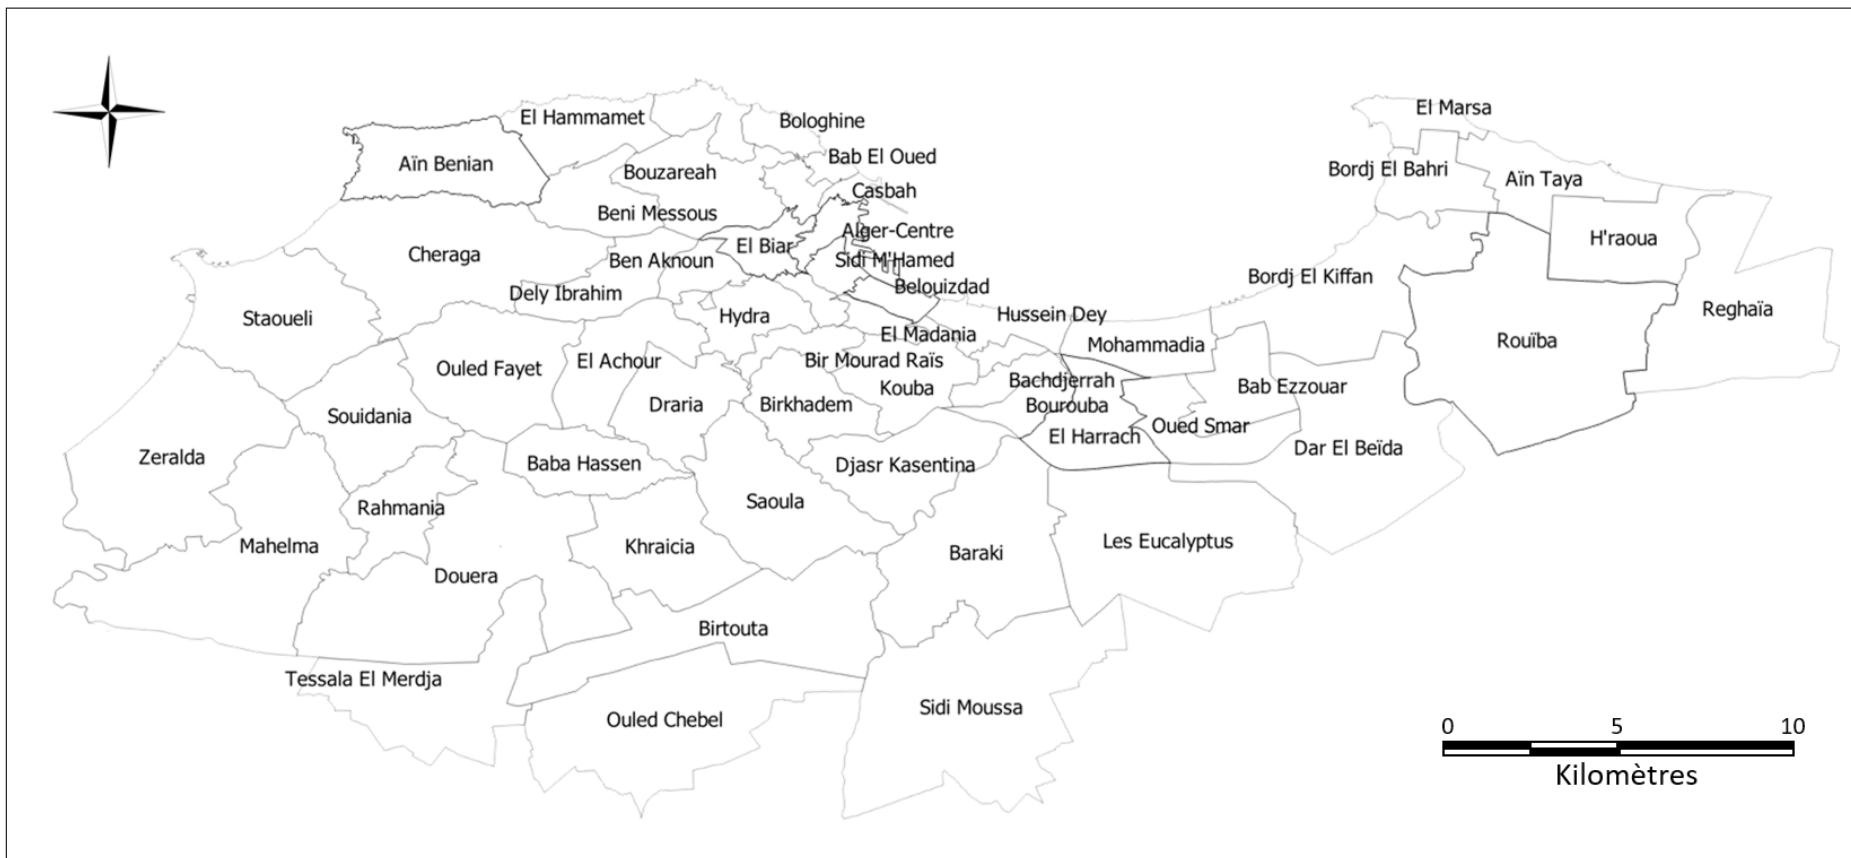 El Marsa
El Hammamet
Bologhine
Bab El Oued
Aïn Benian
Bouzareah
Bordj El Bahri
Aïn Taya
Casbah
Beni Messous
Alger-Centre
H'raoua
El Biar
Cheraga
Ben Aknoun
Sidi M'Hamed
Bordj El Kiffan
Belouizdad
Dely Ibrahim
Reghaïa
Hussein Dey
Staoueli
Hydra
El Madania
Rouïba
Mohammadia
El Achour
Bir Mourad Raïs
Ouled Fayet
Bachdjerrah
Kouba
Bab Ezzouar
Draria
Birkhadem
Bourouba
Souidania
Oued Smar
El Harrach
Dar El Beïda
Zeralda
Baba Hassen
Djasr Kasentina
Saoula
Rahmania
Les Eucalyptus
Mahelma
Khraicia
Baraki
Douera
Birtouta
Tessala El Merdja
Sidi Moussa
Ouled Chebel
0 5 10
Kilomètres